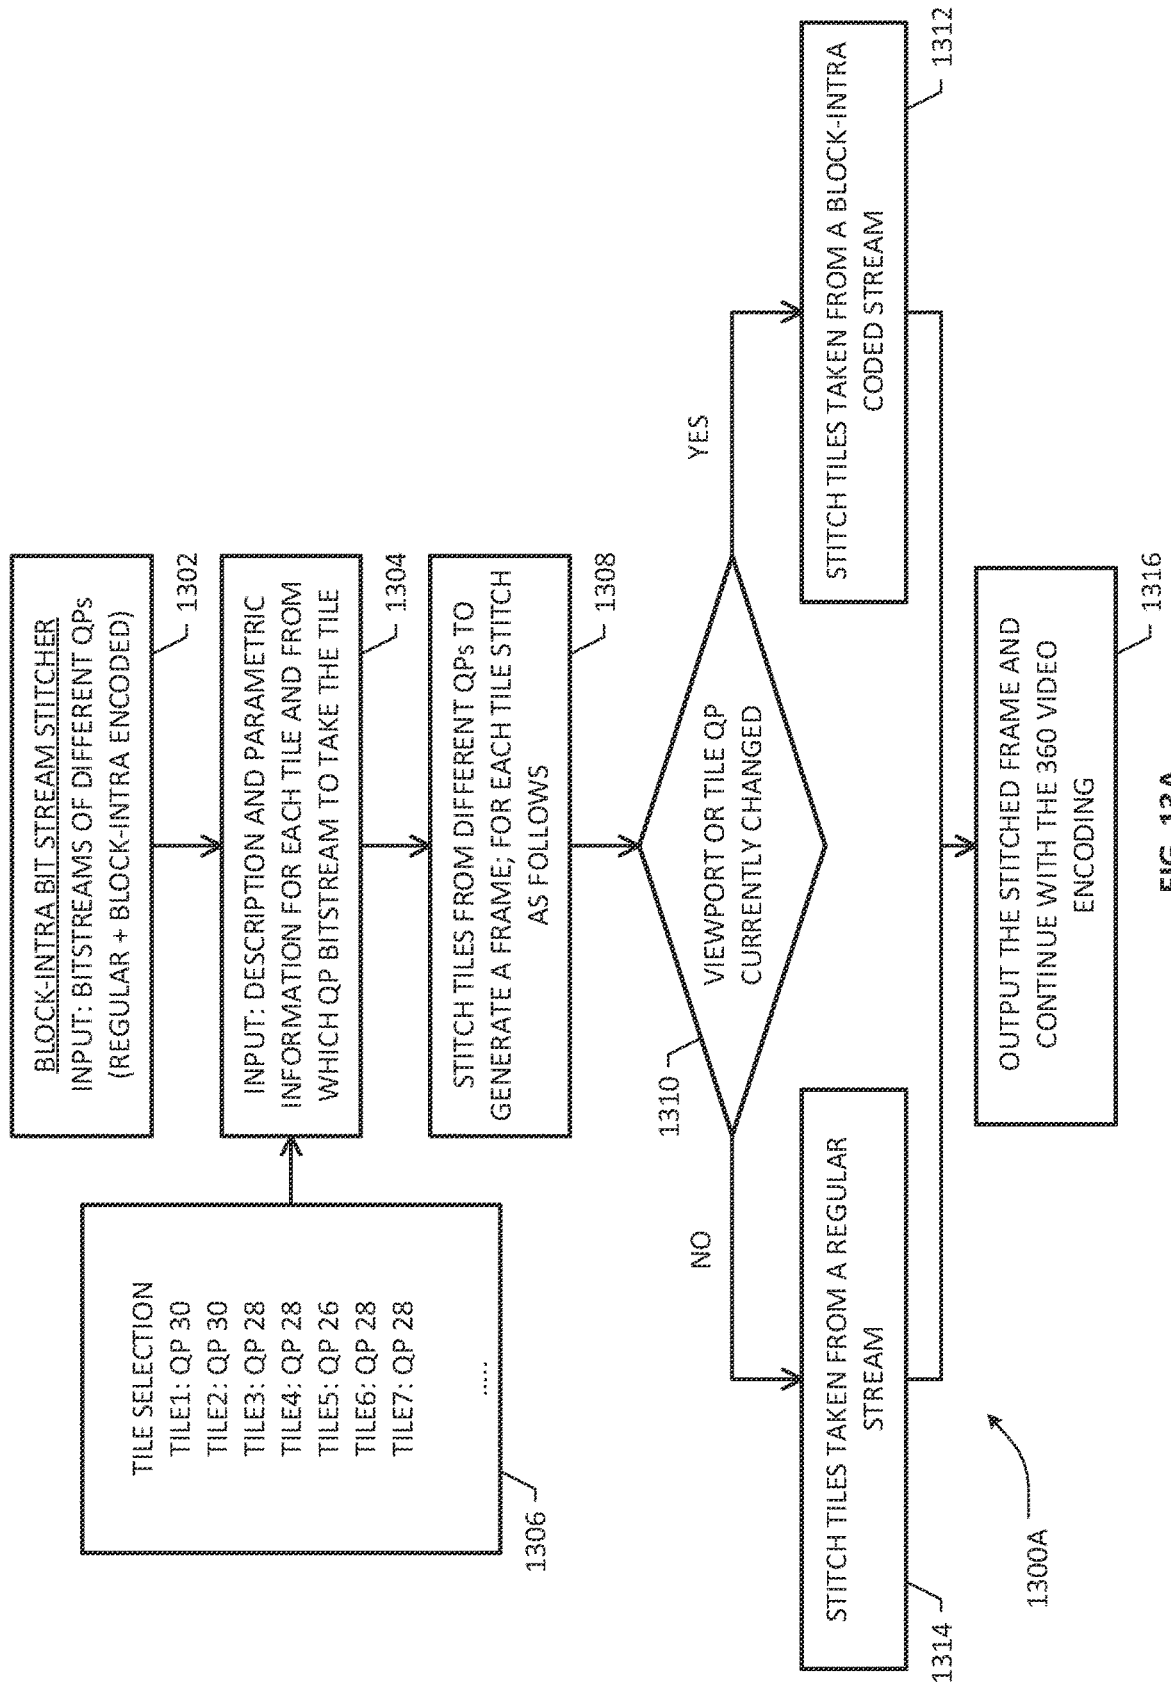 BLOCK-INTRA BIT STREAM STITCHER
INPUT: BITSTREAMS OF DIFFERENT QPs
(REGULAR + BLOCK-INTRA ENCODED)
1302
TILE SELECTION
TILE1: QP 30
TILE2: QP 30
TILE3: QP 28
TILE4: QP 28
TILE5: QP 26
TILE6: QP 28
TILE7: QP 28
.....
1306
INPUT: DESCRIPTION AND PARAMETRIC
INFORMATION FOR EACH TILE AND FROM
WHICH QP BITSTREAM TO TAKE THE TILE
1304
STITCH TILES FROM DIFFERENT QPs TO
GENERATE A FRAME; FOR EACH TILE STITCH
AS FOLLOWS
1308
1310
VIEWPORT OR TILE QP
CURRENTLY CHANGED
NO
YES
STITCH TILES TAKEN FROM A REGULAR
STREAM
1314
STITCH TILES TAKEN FROM A BLOCK-INTRA
CODED STREAM
1312
OUTPUT THE STITCHED FRAME AND
CONTINUE WITH THE 360 VIDEO
ENCODING
1316
1300A
FIG. 13A